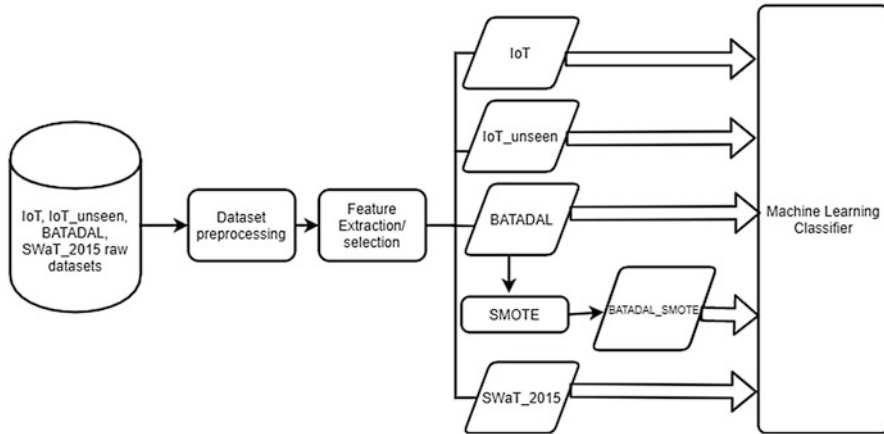 IoT, IoT_unseen,
BATADAL,
SWaT_2015 raw
datasets
Dataset
preprocessing
Feature
Extraction/
selection
IoT
IoT_unseen
BATADAL
SMOTE
BATADAL_SMOTE
SWaT_2015
Machine Learning
Classifier